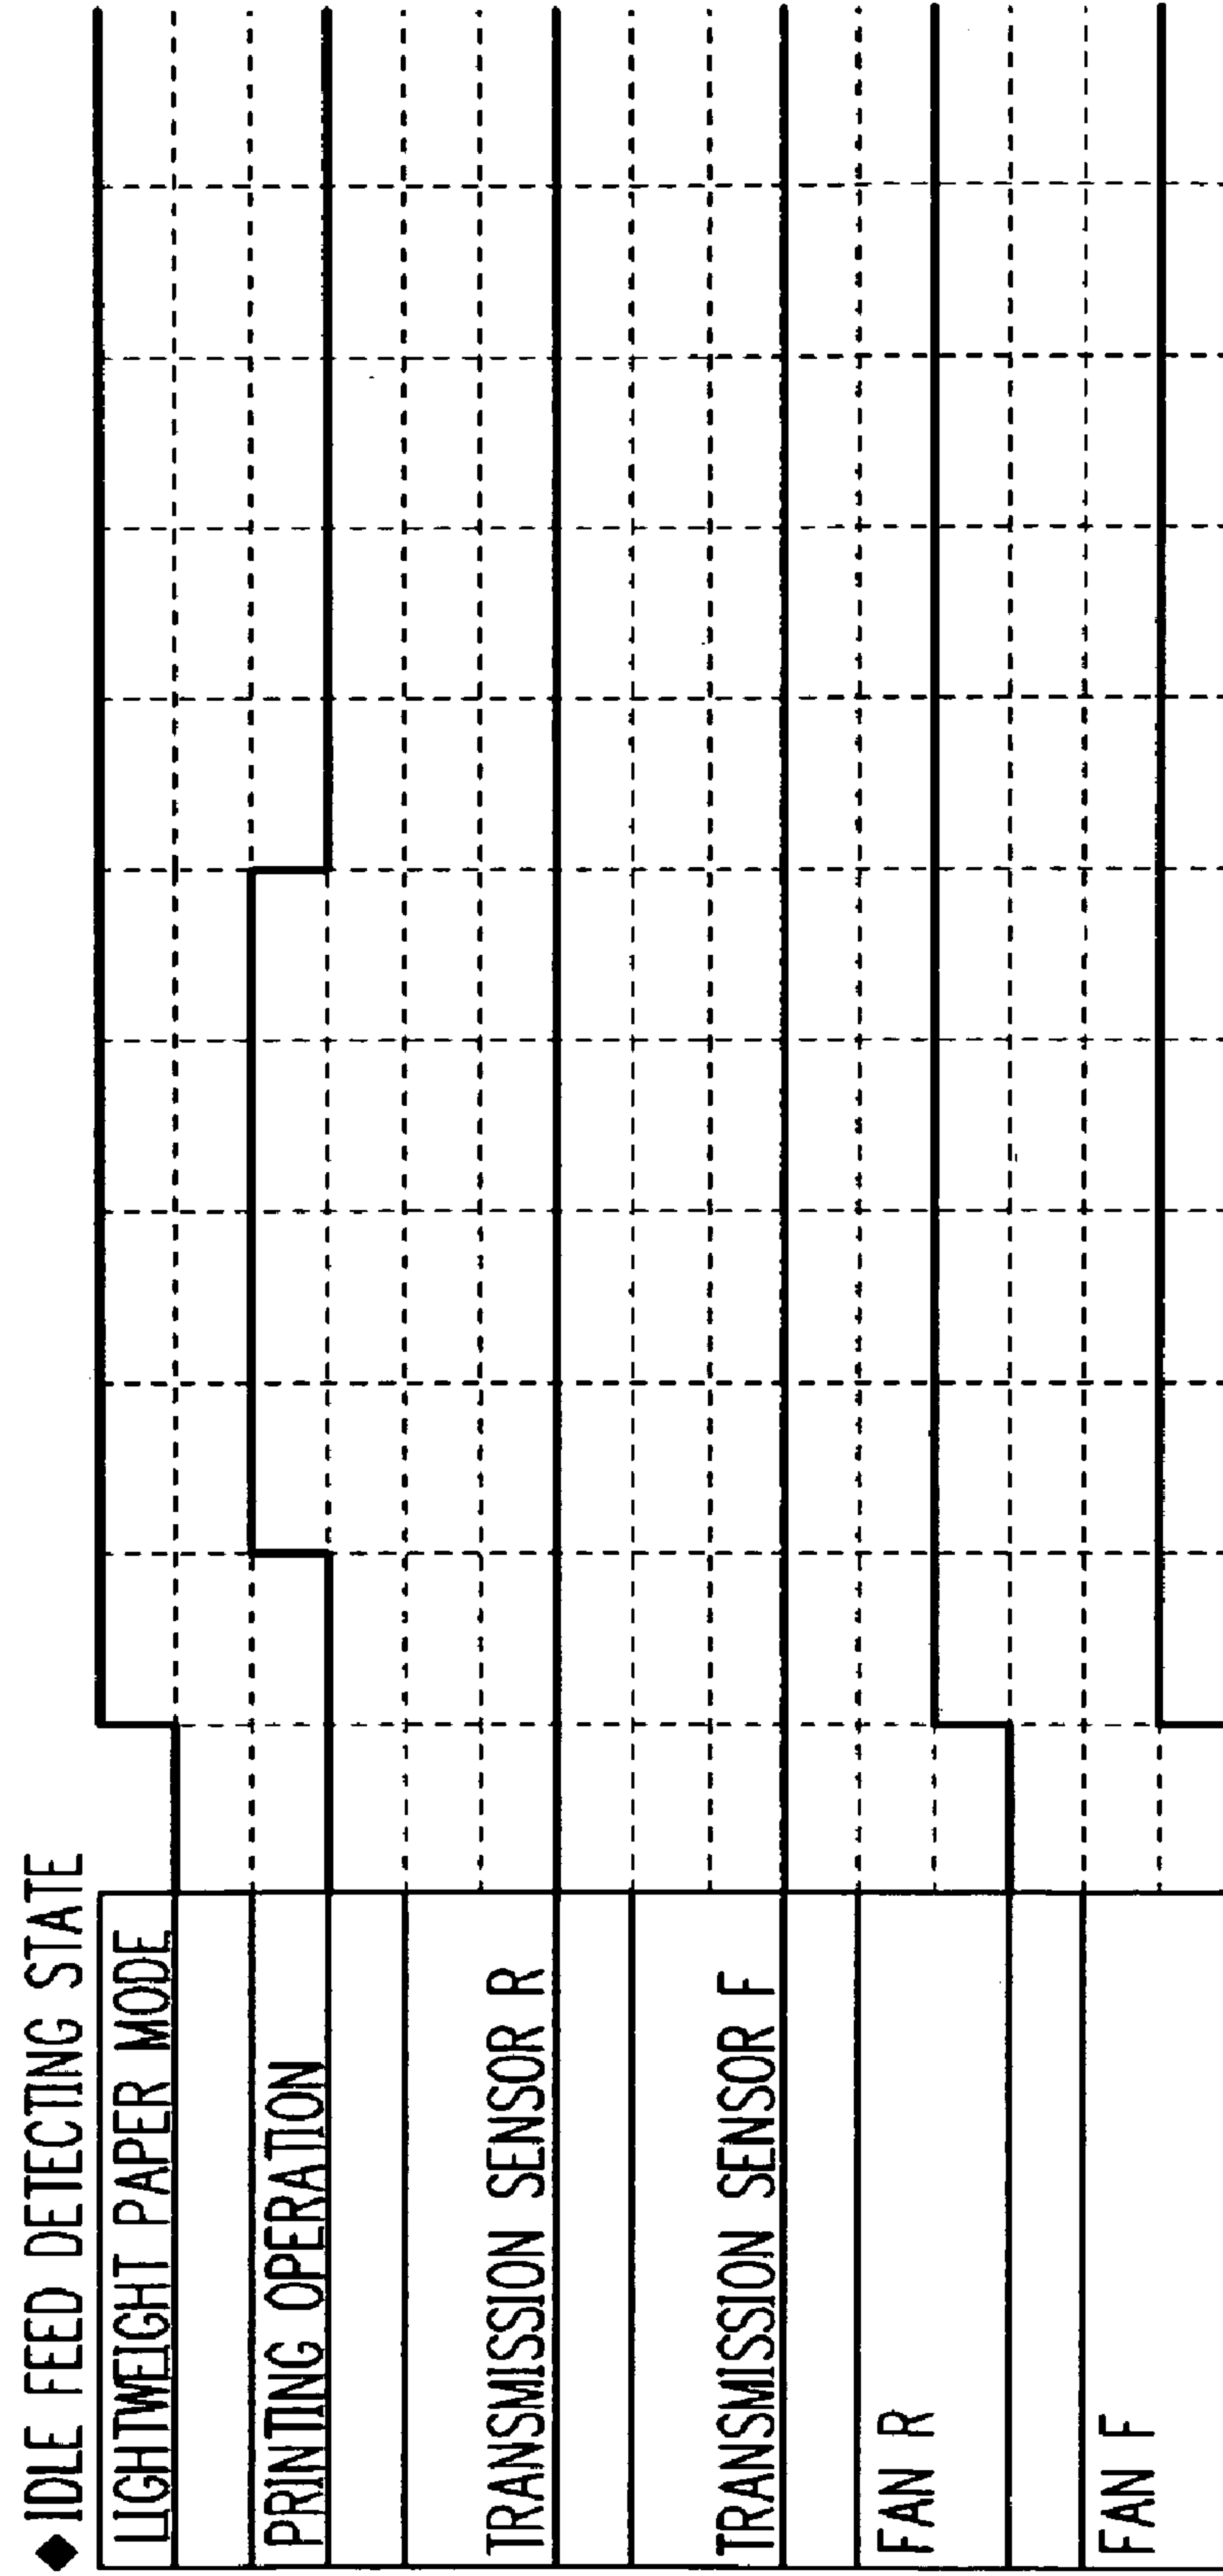 ◆ IDLE FEED DETECTING STATE
LIGHTWEIGHT PAPER MODE
PRINTING OPERATION
TRANSMISSION SENSOR R
TRANSMISSION SENSOR F
FAN R
FAN F